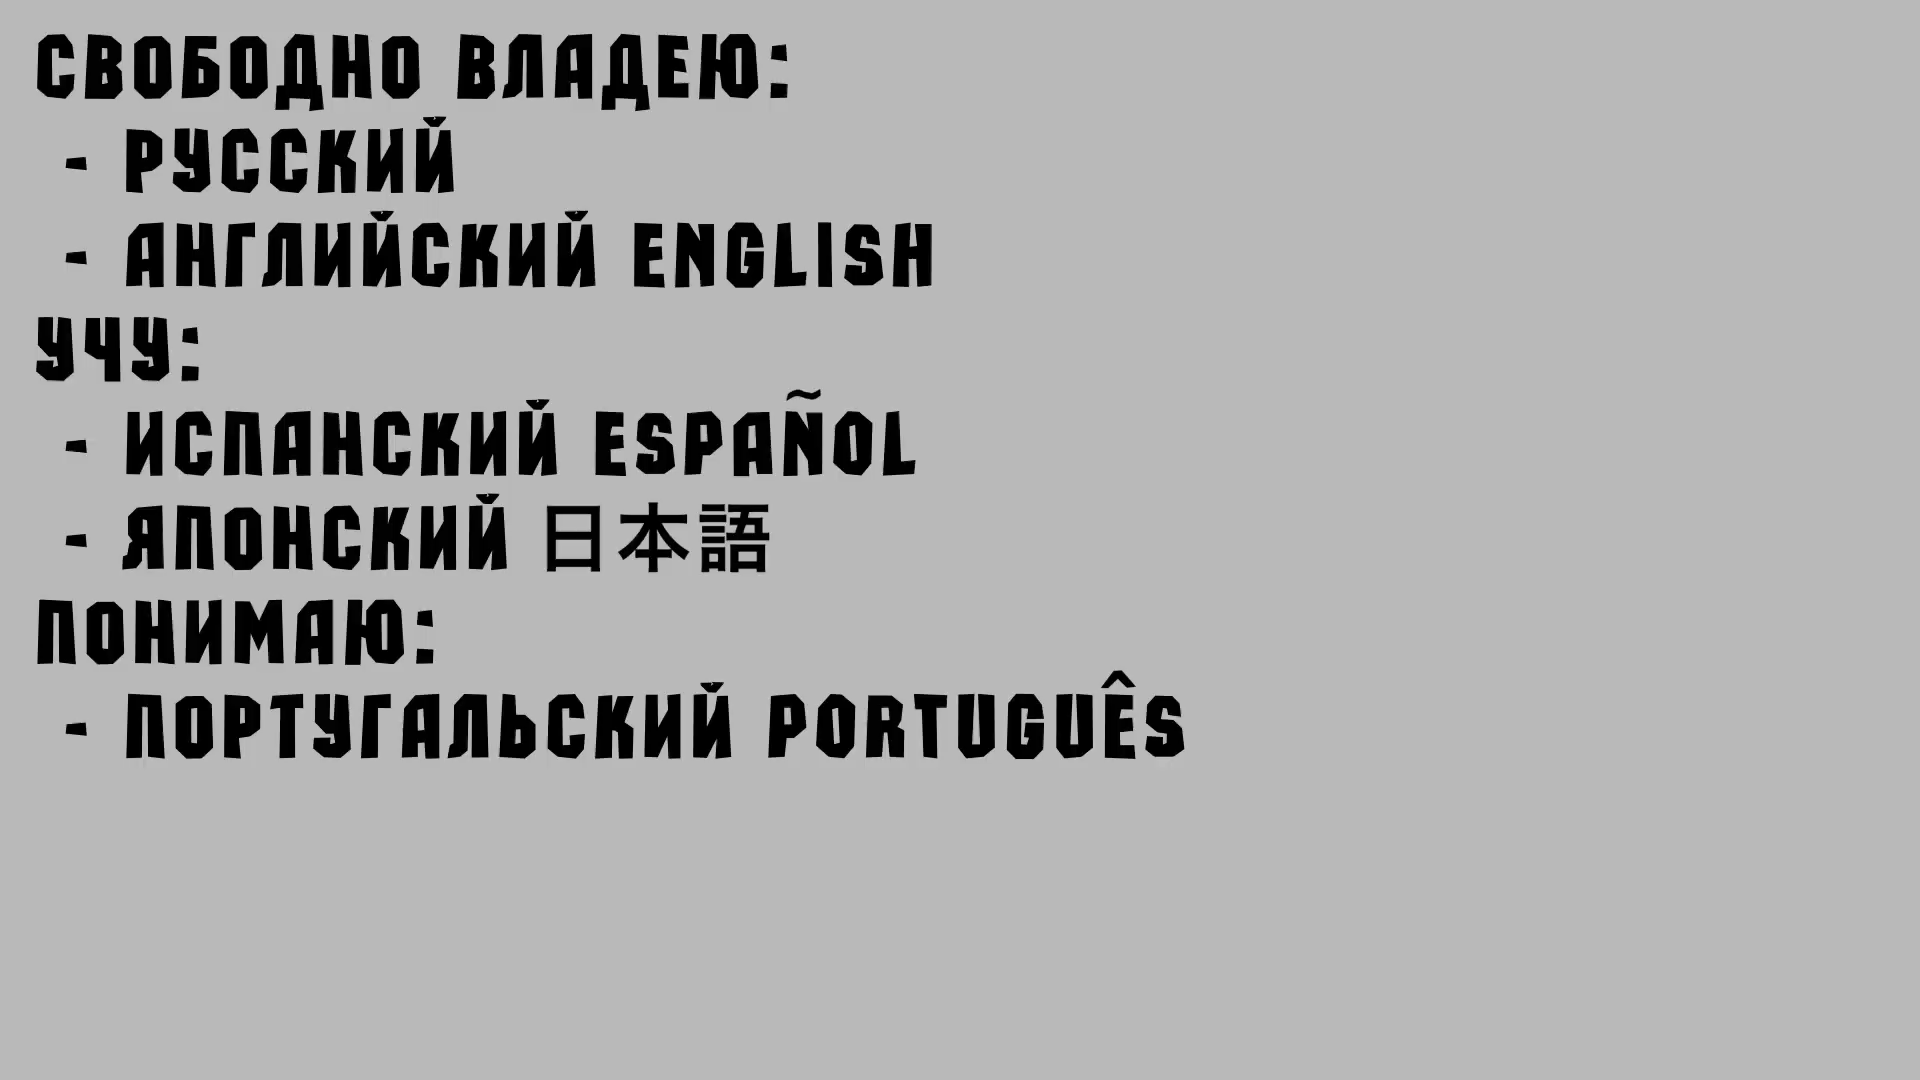 СВОБОДНО ВЛАДЕЮ:
- РУССКИЙ
- АНГЛИЙСКИЙ ENGLISH
УЧУ:
- ИСПАНСКИЙ ESPAÑOL
- ЯПОНСКИЙ 日本語
ПОНИМАЮ:
- ПОРТУГАЛЬСКИЙ PORTUGUÊS